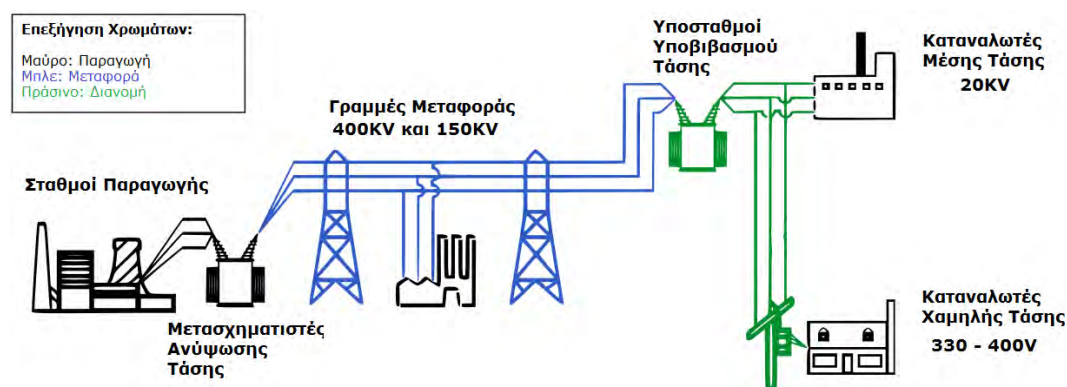 Επεξήγηση Χρωμάτων:
Μαύρο: Παραγωγή
Μπλε: Μεταφορά
Πράσινο: Διανομή
Σταθμοί Παραγωγής
Μετασχηματιστές
Ανύψωσης
Τάσης
Γραμμές Μεταφοράς
400KV και 150KV
Υποσταθμοί
Υποβιβασμού
Τάσης
Καταναλωτές
Μέσης Τάσης
20KV
Καταναλωτές
Χαμηλής Τάσης
330 - 400V